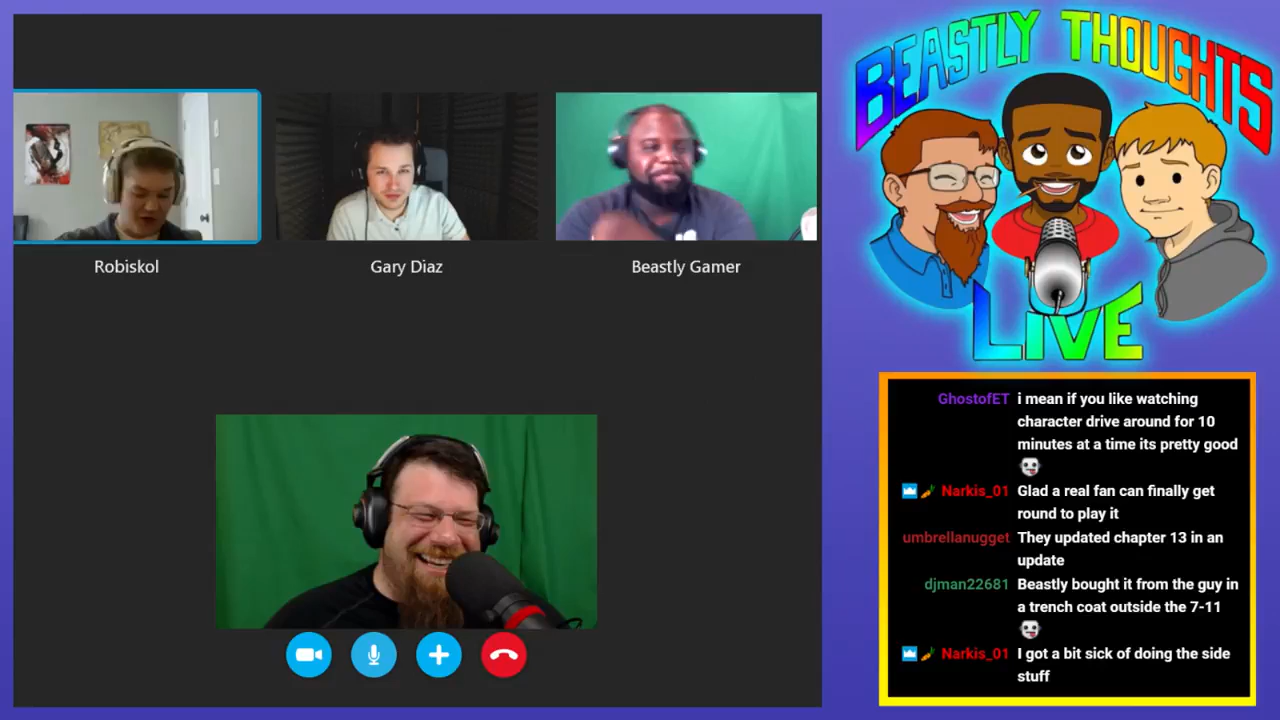 Robiskol
Gary Diaz
Beastly Gamer
BEASTLY THOUGHTS
LIVE
GhostofET i mean if you like watching
character drive around for 10
minutes at a time its pretty good
👻
Narkis_01 Glad a real fan can finally get
round to play it
umbrellanugget They updated chapter 13 in an
update
djman22681 Beastly bought it from the guy in
a trench coat outside the 7-11
👻
Narkis_01 I got a bit sick of doing the side
stuff